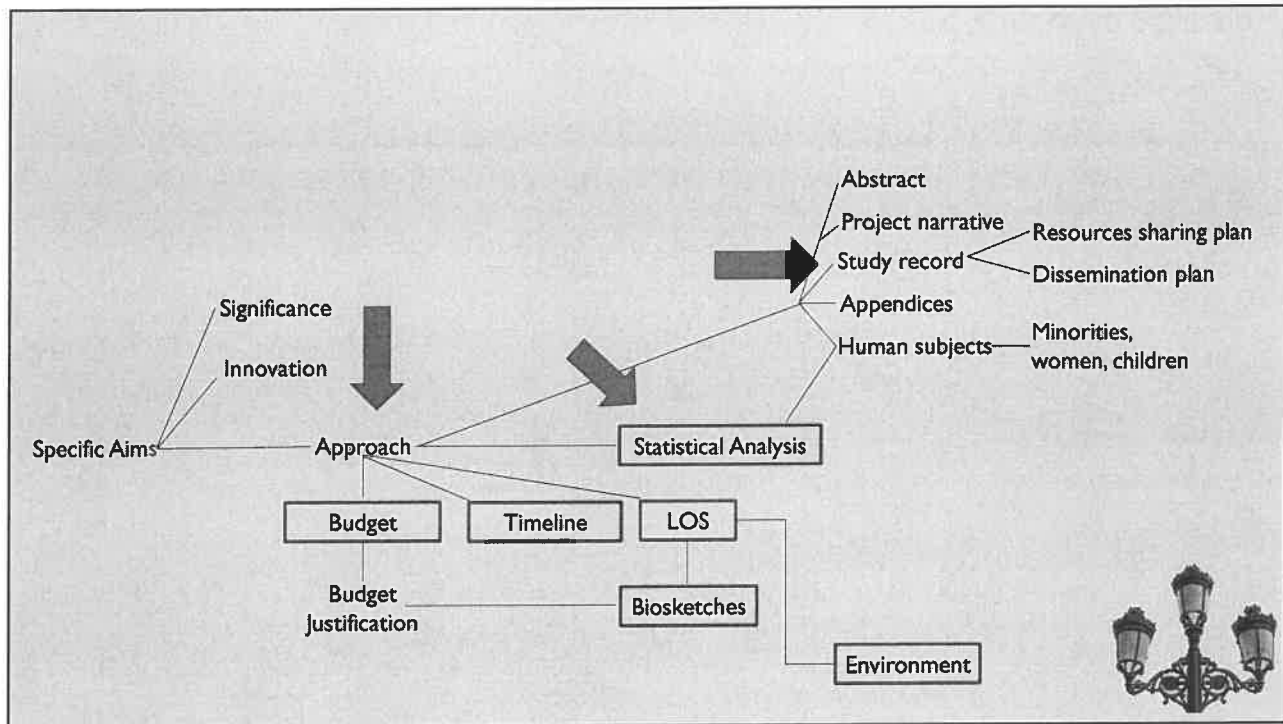 Abstract
Project narrative
Resources sharing plan
Study record
Dissemination plan
Significance
Appendices
Human subjects
Minorities,
women, children
Innovation
Specific Aims
Approach
Statistical Analysis
Budget
Timeline
LOS
Budget
Justification
Biosketches
Environment